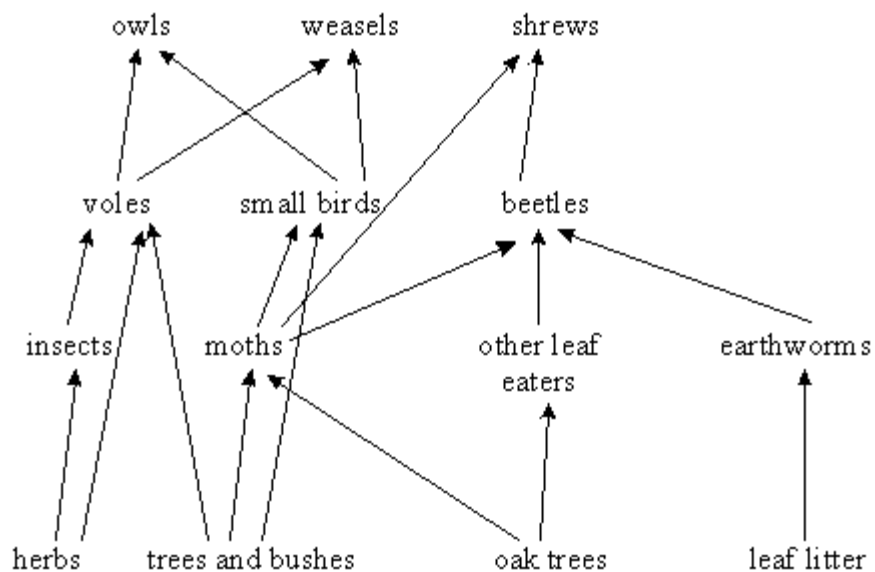 owls weasels shrews
voles small birds beetles
insects moths other leaf earthworms
eaters
herbs trees and bushes oak trees leaf litter